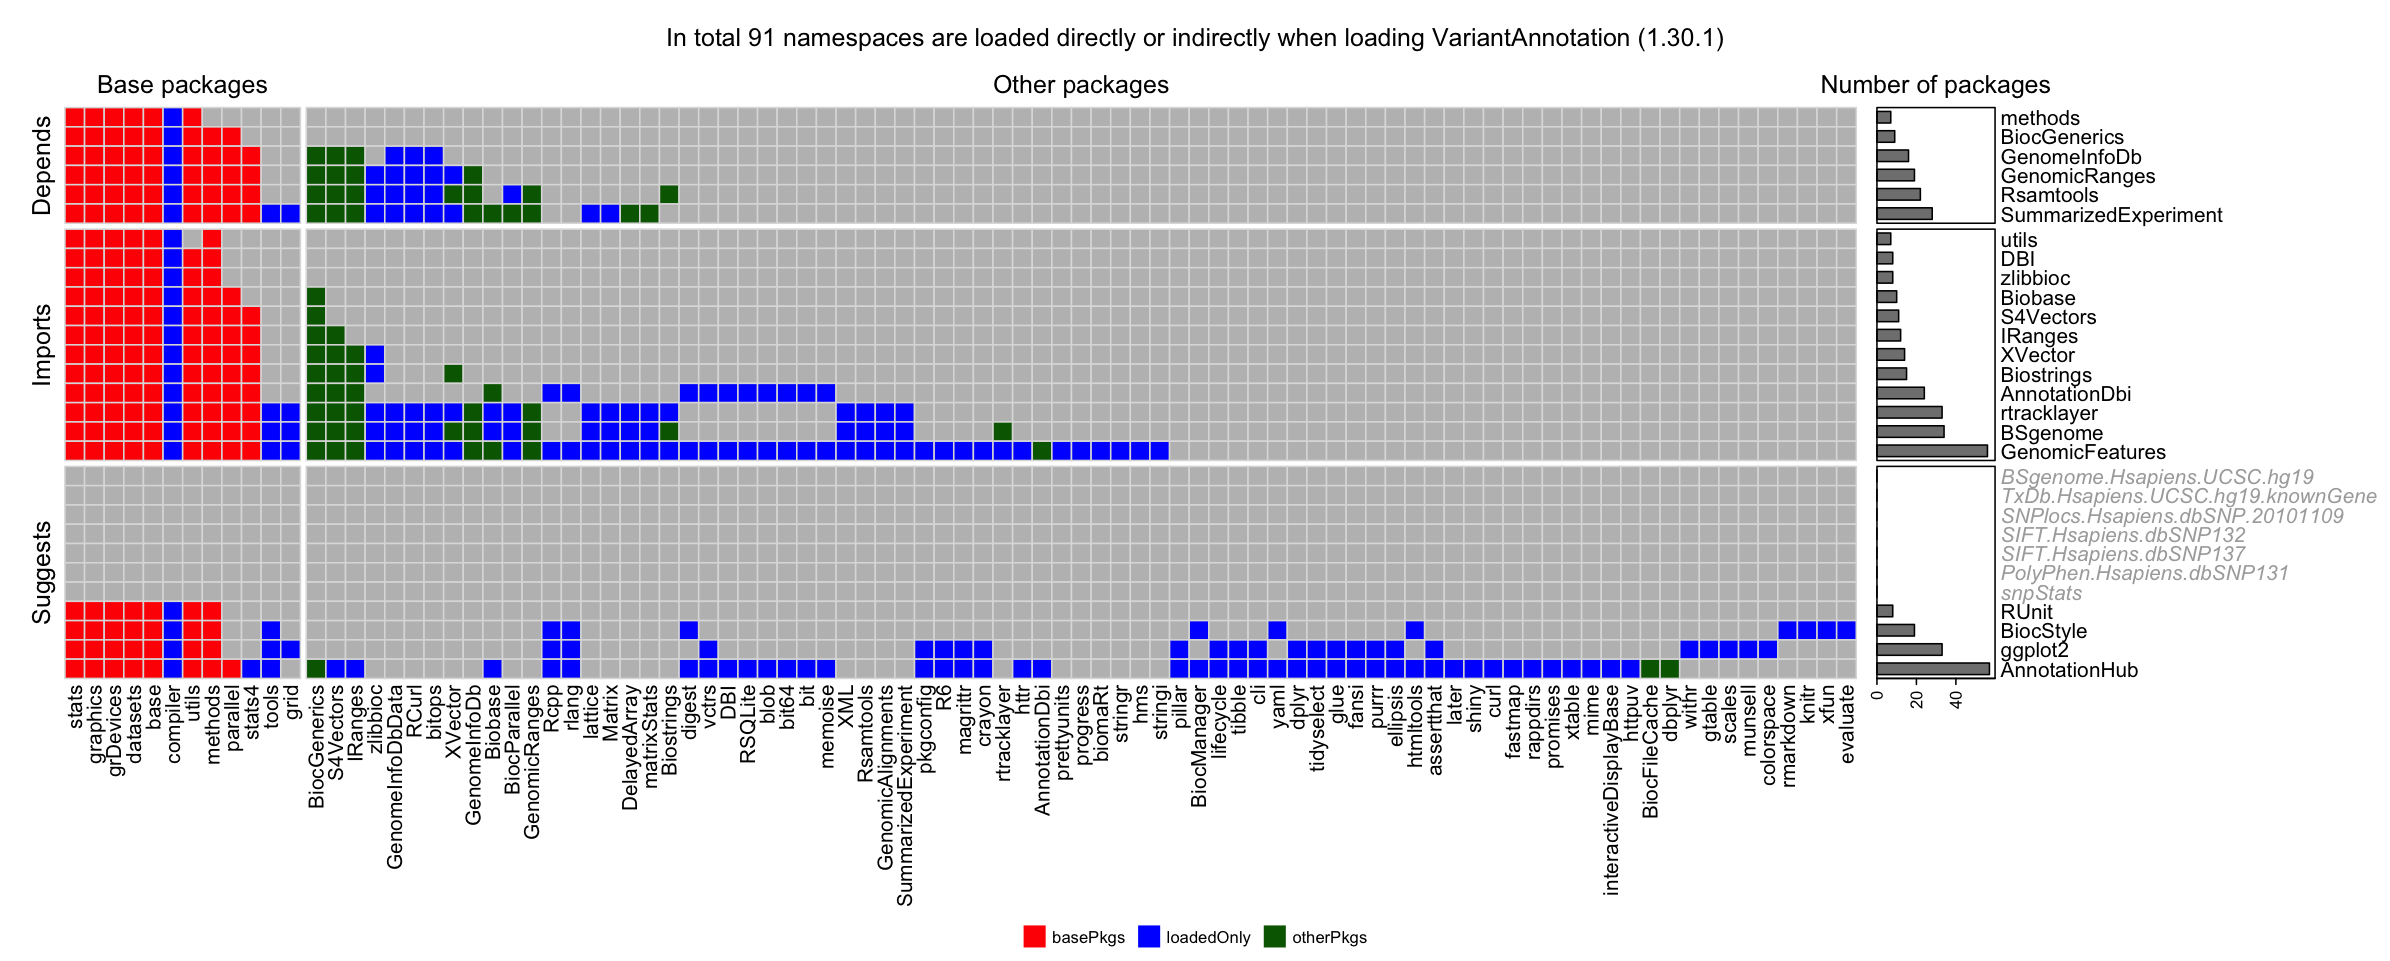 In total 91 namespaces are loaded directly or indirectly when loading VariantAnnotation (1.30.1)
Base packages
Other packages
Number of packages
Depends
methods
BiocGenerics
GenomeInfoDb
GenomicRanges
Rsamtools
SummarizedExperiment
Imports
utils
DBI
zlibbioc
Biobase
S4Vectors
IRanges
XVector
Biostrings
AnnotationDbi
rtracklayer
BSgenome
GenomicFeatures
Suggests
BSgenome.Hsapiens.UCSC.hg19
TxDb.Hsapiens.UCSC.hg19.knownGene
SNPlocs.Hsapiens.dbSNP.20101109
SIFT.Hsapiens.dbSNP132
SIFT.Hsapiens.dbSNP137
PolyPhen.Hsapiens.dbSNP131
snpStats
RUnit
BiocStyle
ggplot2
AnnotationHub
0
20
40
stats
graphics
grDevices
datasets
base
compiler
utils
methods
parallel
stats4
tools
grid
BiocGenerics
S4Vectors
IRanges
zlibbioc
GenomeInfoDbData
RCurl
bitops
XVector
GenomeInfoDb
Biobase
BiocParallel
GenomicRanges
Rcpp
rlang
lattice
Matrix
DelayedArray
matrixStats
Biostrings
digest
vctrs
DBI
RSQLite
blob
bit64
bit
memoise
XML
Rsamtools
GenomicAlignments
SummarizedExperiment
pkgconfig
R6
magrittr
crayon
rtracklayer
httr
AnnotationDbi
prettyunits
progress
biomaRt
stringr
hms
stringi
pillar
BiocManager
lifecycle
tibble
cli
yaml
dplyr
tidyselect
glue
fansi
purrr
ellipsis
htmltools
assertthat
later
shiny
curl
fastmap
rappdirs
promises
xtable
mime
interactiveDisplayBase
httpuv
BiocFileCache
dbplyr
withr
gtable
scales
munsell
colorspace
rmarkdown
knitr
xfun
evaluate
basePkgs
loadedOnly
otherPkgs